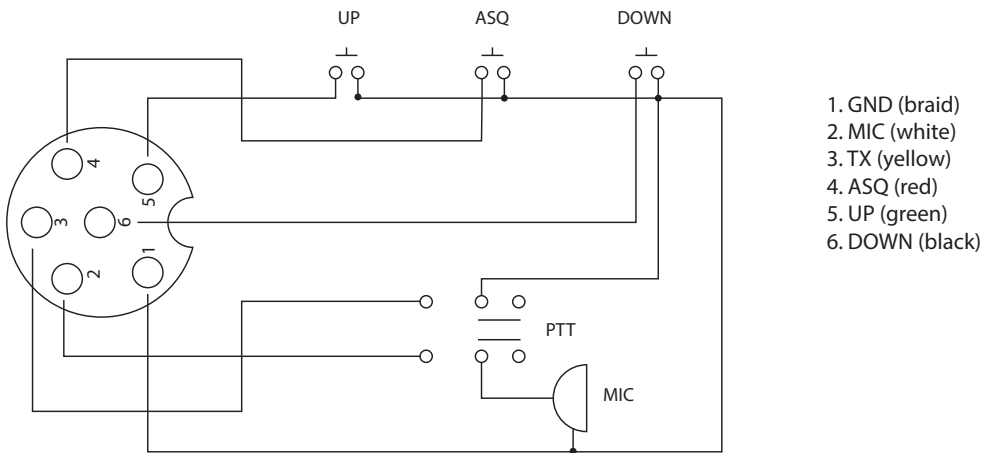 UP
ASQ
DOWN
4
5
3
6
1
2
PTT
MIC
1. GND (braid)
2. MIC (white)
3. TX (yellow)
4. ASQ (red)
5. UP (green)
6. DOWN (black)